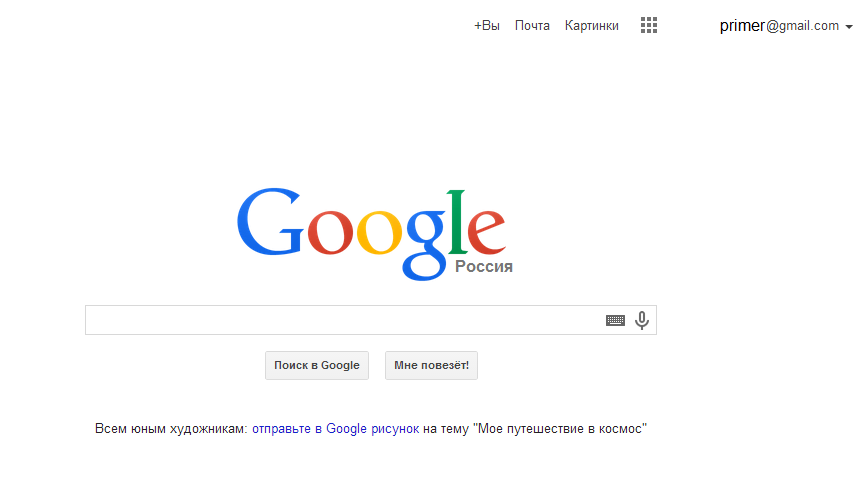 +Вы Почта Картинки primer@gmail.com
Google
Россия
Поиск в Google Мне повезёт!
Всем юным художникам: отправьте в Google рисунок на тему "Мое путешествие в космос"